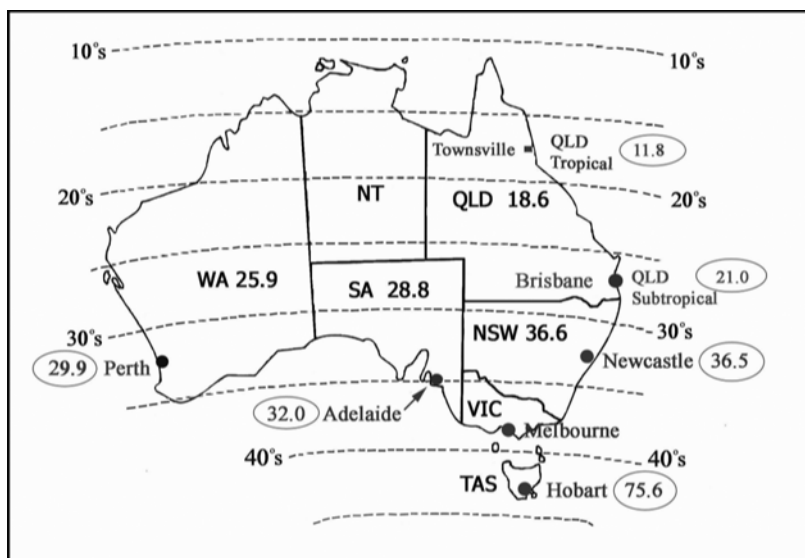 10°s
10°s
Townsville
QLD
Tropical
11.8
20°s
NT
QLD 18.6
20°s
WA 25.9
SA 28.8
Brisbane
QLD
Subtropical
21.0
30°s
30°s
NSW 36.6
29.9
Perth
Newcastle
36.5
32.0
Adelaide
VIC
Melbourne
40°s
40°s
TAS
Hobart
75.6